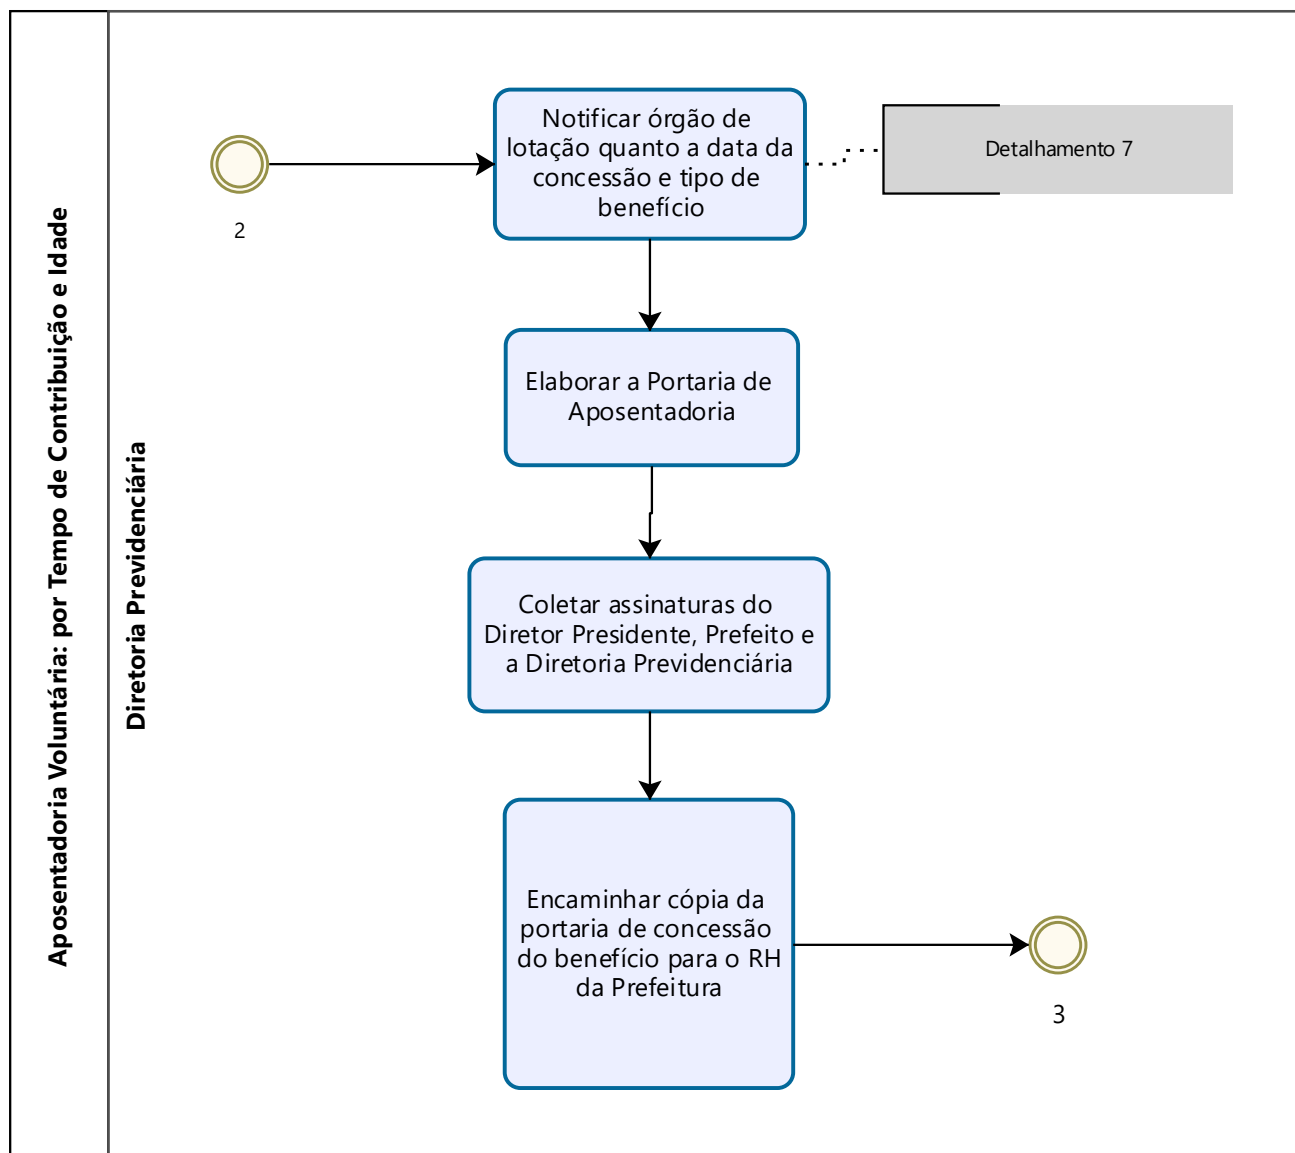 Aposentadoria Voluntária: por Tempo de Contribuição e Idade
Diretoria Previdenciária
2
Notificar órgão de
lotação quanto a data da
concessão e tipo de
benefício
Detalhamento 7
Elaborar a Portaria de
Aposentadoria
Coletar assinaturas do
Diretor Presidente, Prefeito e
a Diretoria Previdenciária
Encaminhar cópia da
portaria de concessão
do benefício para o RH
da Prefeitura
3